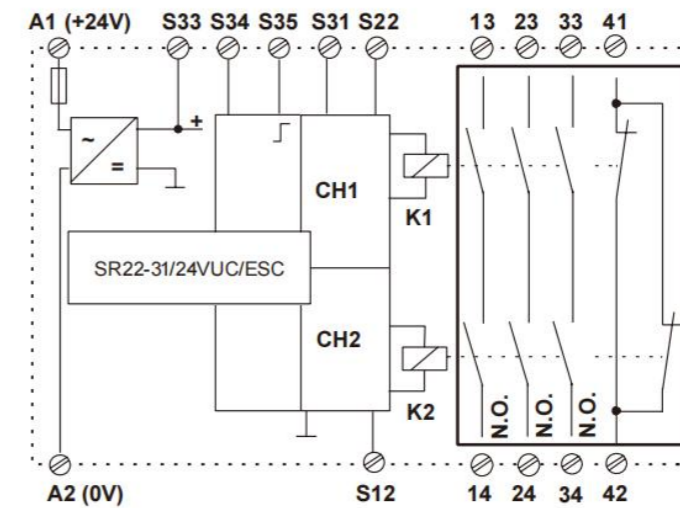 A1 (+24V) S33 S34 S35 S31 S22 13 23 33 41
+
~
=
CH1
K1
SR22-31/24VUC/ESC
CH2
K2
N.O. N.O. N.O.
A2 (0V) S12 14 24 34 42